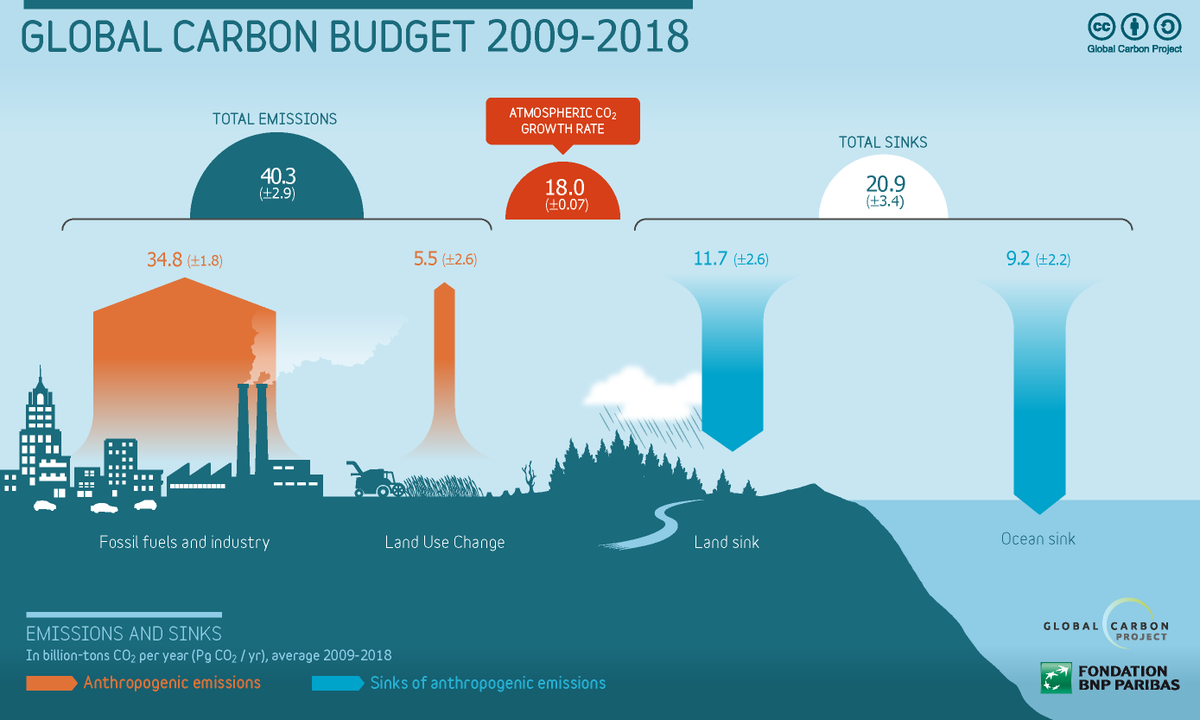 GLOBAL CARBON BUDGET 2009-2018
cc
Global Carbon Project
TOTAL EMISSIONS
40.3
(±2.9)
ATMOSPHERIC CO₂
GROWTH RATE
18.0
(±0.07)
TOTAL SINKS
20.9
(±3.4)
34.8 (±1.8)
5.5 (±2.6)
11.7 (±2.6)
9.2 (±2.2)
Fossil fuels and industry
Land Use Change
Land sink
Ocean sink
EMISSIONS AND SINKS
In billion-tons CO₂ per year (Pg CO₂ / yr), average 2009-2018
Anthropogenic emissions
Sinks of anthropogenic emissions
GLOBAL CARBON
PROJECT
FONDATION
BNP PARIBAS